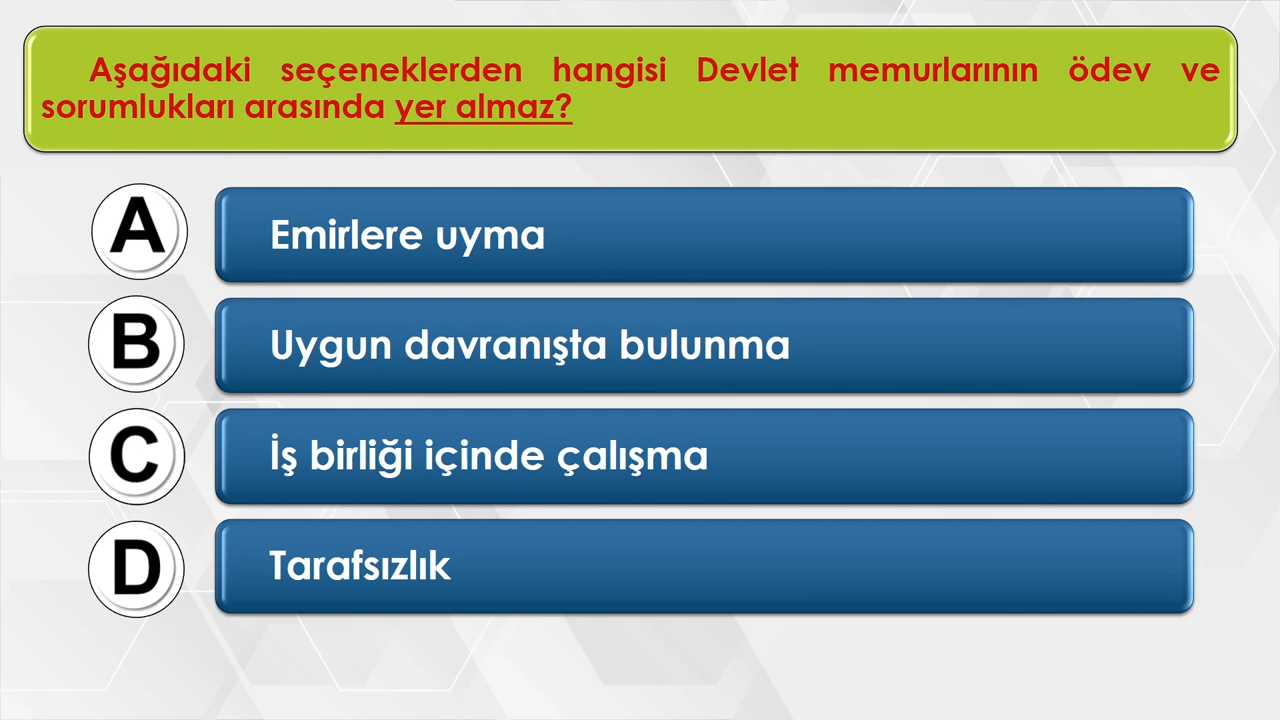 Aşağıdaki seçeneklerden hangisi Devlet memurlarının ödev ve
sorumlukları arasında yer almaz?
A
Emirlere uyma
B
Uygun davranışta bulunma
C
İş birliği içinde çalışma
D
Tarafsızlık